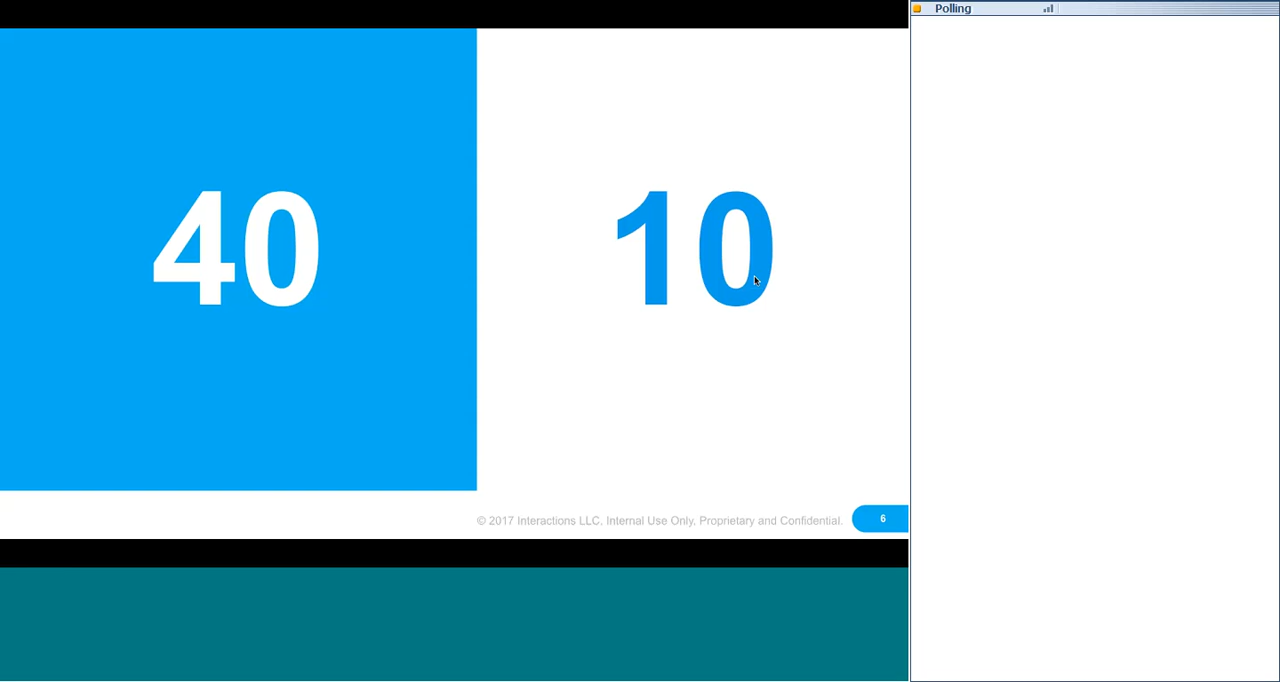 Polling
40 10
© 2017 Interactions LLC. Internal Use Only, Proprietary and Confidential.
6